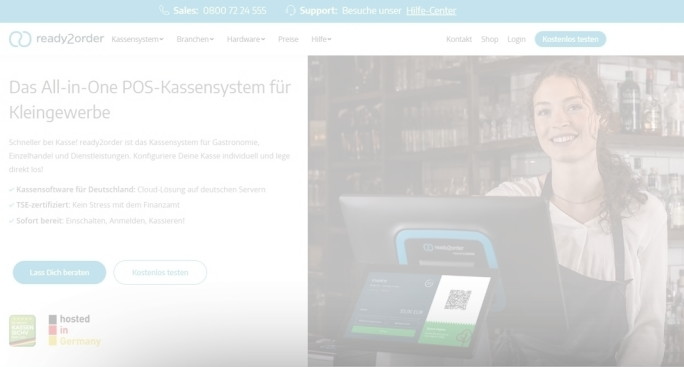 Sales: 0800 72 24 555 Support: Besuche unser Hilfe-Center
ready2order Kassensystem Branchen Hardware Preise Hilfe Kontakt Shop Login Kostenlos testen
Das All-in-One POS-Kassensystem für
Kleingewerbe
Schneller bei Kassa! ready2order ist das Kassensystem für Gastronomie,
Einzelhandel und Dienstleistungen. Konfiguriere Deine Kasse individuell und lege
direkt los!
✓ Kassensoftware für Deutschland: Cloud-Lösung auf deutschen Servern
✓ TSE-zertifiziert: Kein Stress mit dem Finanzamt
✓ Sofort bereit: Einschalten, Anmelden, Kassieren!
Lass Dich beraten Kostenlos testen
hosted
in
Germany
ready2order